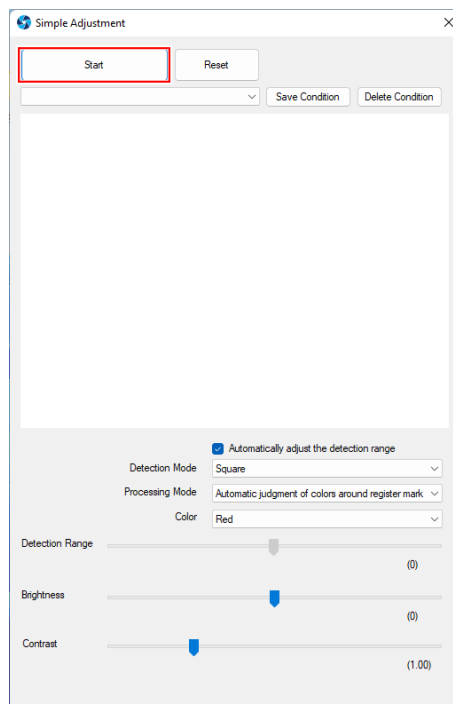 Simple Adjustment
Start Reset
Save Condition Delete Condition
Automatically adjust the detection range
Detection Mode Square
Processing Mode Automatic judgment of colors around register mark
Color Red
Detection Range
(0)
Brightness
(0)
Contrast
(1.00)